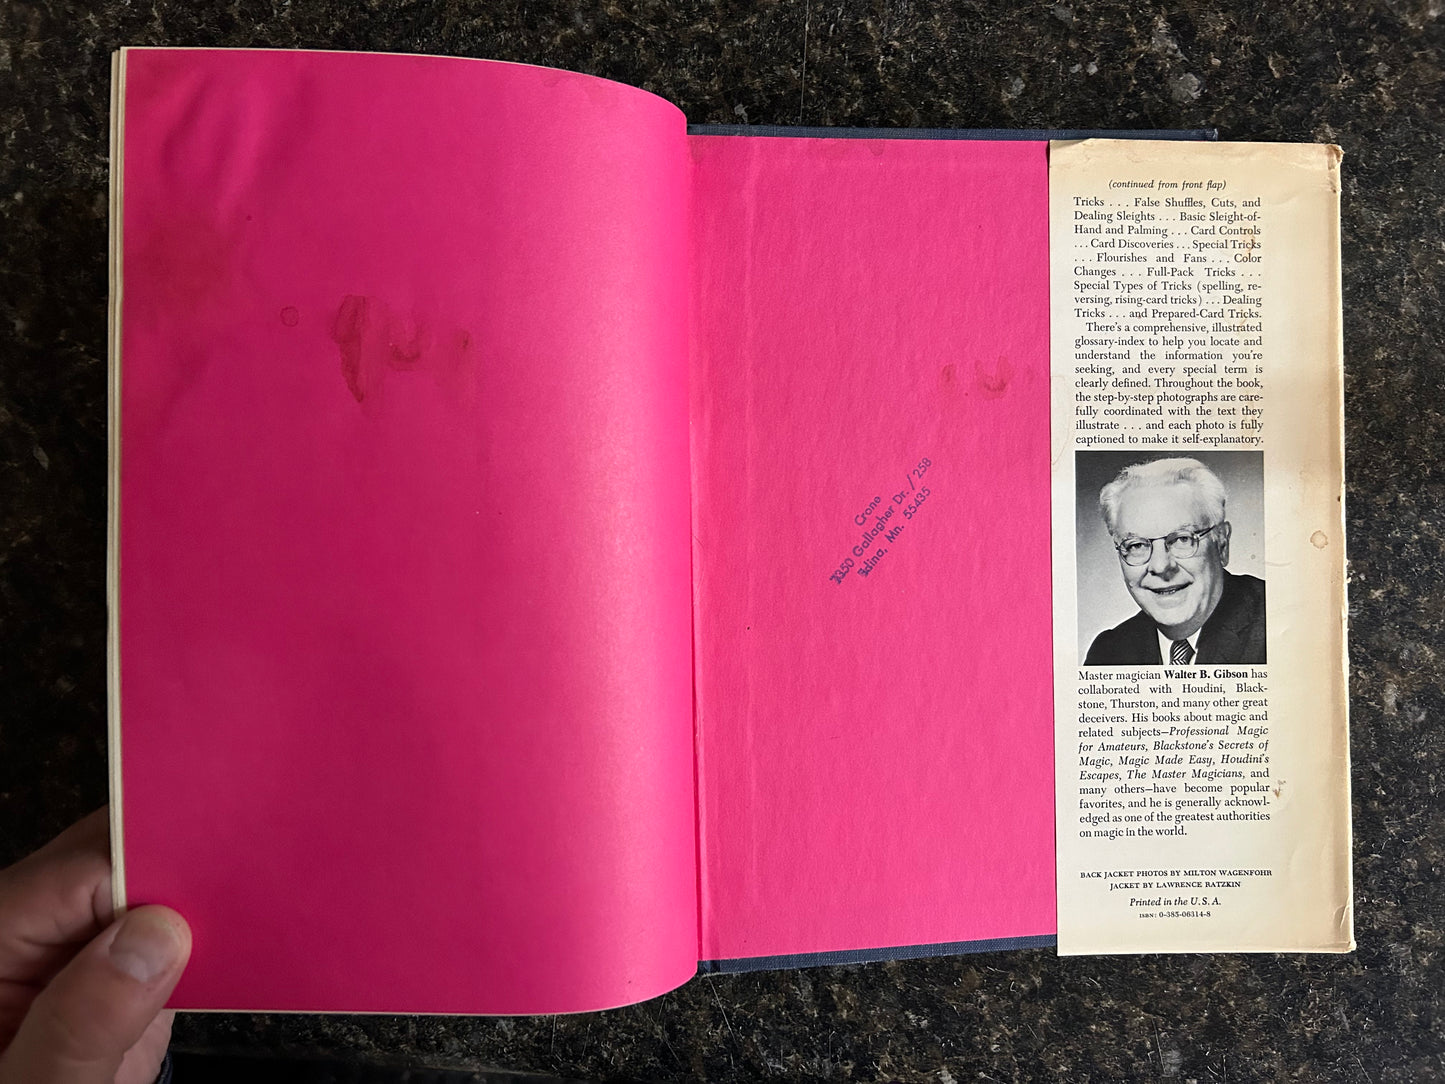 Crone
7350 Gallagher Dr. / 258
Edina, Mn. 55435
(continued from front flap)
Tricks . . . False Shuffles, Cuts, and
Dealing Sleights . . . Basic Sleight-of-
Hand and Palming . . . Card Controls
. . . Card Discoveries . . . Special Tricks
. . . Flourishes and Fans . . . Color
Changes . . . Full-Pack Tricks . . .
Special Types of Tricks (spelling, re-
versing, rising-card tricks) . . . Dealing
Tricks . . . and Prepared-Card Tricks.
There's a comprehensive, illustrated
glossary-index to help you locate and
understand the information you're
seeking, and every special term is
clearly defined. Throughout the book,
the step-by-step photographs are care-
fully coordinated with the text they
illustrate . . . and each photo is fully
captioned to make it self-explanatory.
Master magician Walter B. Gibson has
collaborated with Houdini, Black-
stone, Thurston, and many other great
deceivers. His books about magic and
related subjects—Professional Magic
for Amateurs, Blackstone's Secrets of
Magic, Magic Made Easy, Houdini's
Escapes, The Master Magicians, and
many others—have become popular
favorites, and he is generally acknowl-
edged as one of the greatest authorities
on magic in the world.
BACK JACKET PHOTOS BY MILTON WAGENFOHR
JACKET BY LAWRENCE RATZKIN
Printed in the U. S. A.
ISBN: 0-385-06314-8